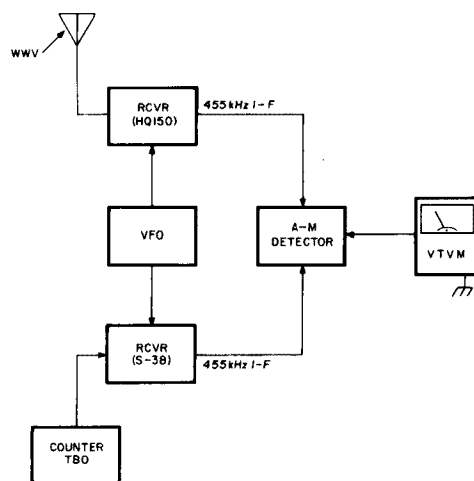 WWV
RCVR
(HQ150)
455kHz I-F
VFO
A-M
DETECTOR
VTVM
RCVR
(S-38)
455kHz I-F
COUNTER
TBO